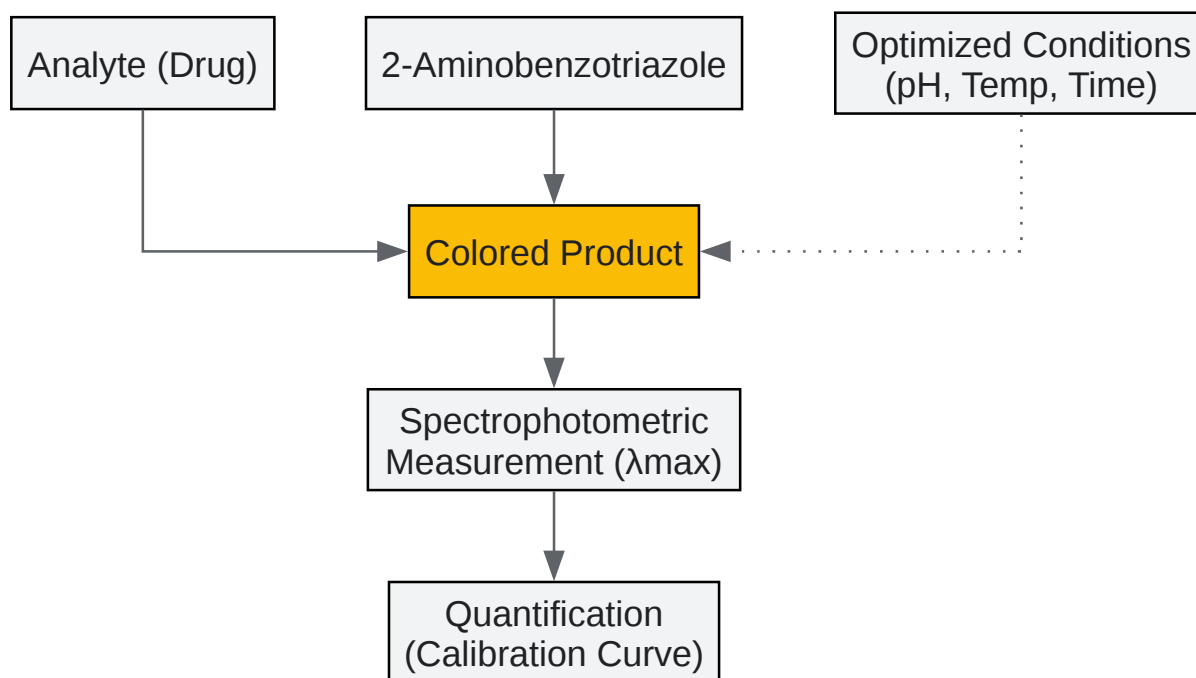 Analyte (Drug)
2-Aminobenzotriazole
Optimized Conditions
(pH, Temp, Time)
Colored Product
Spectrophotometric
Measurement (λmax)
Quantification
(Calibration Curve)